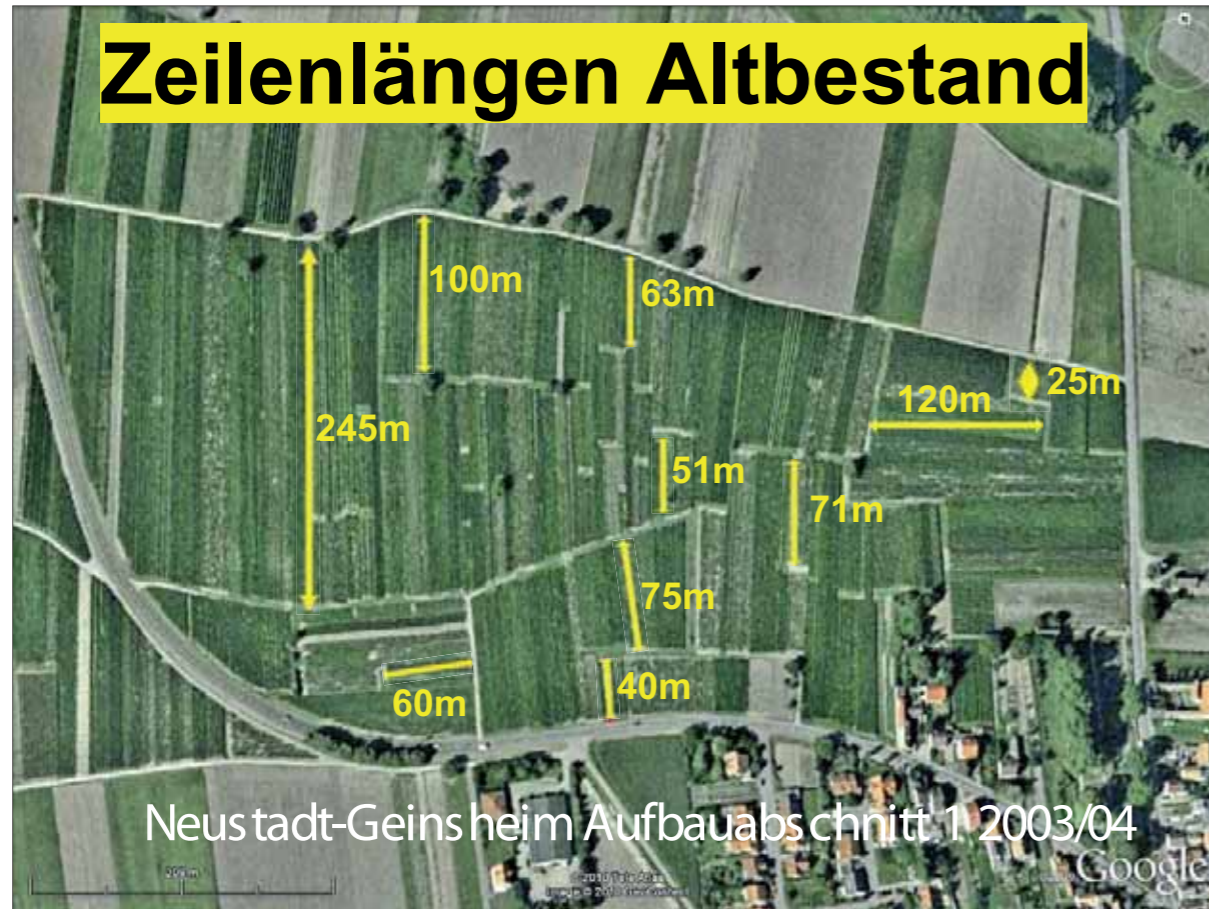 Zeilenlängen Altbestand
100m
63m
25m
120m
245m
51m
71m
75m
60m
40m
Neustadt-Geinsheim Aufbauabschnitt 1 2003/04
Google